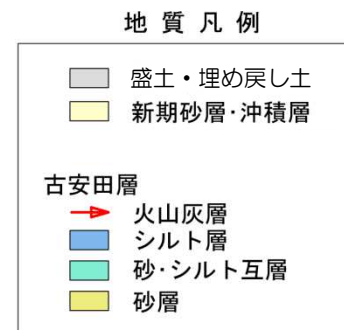 地質凡例
盛土・埋め戻し土
新期砂層・沖積層
古安田層
火山灰層
シルト層
砂・シルト互層
砂層